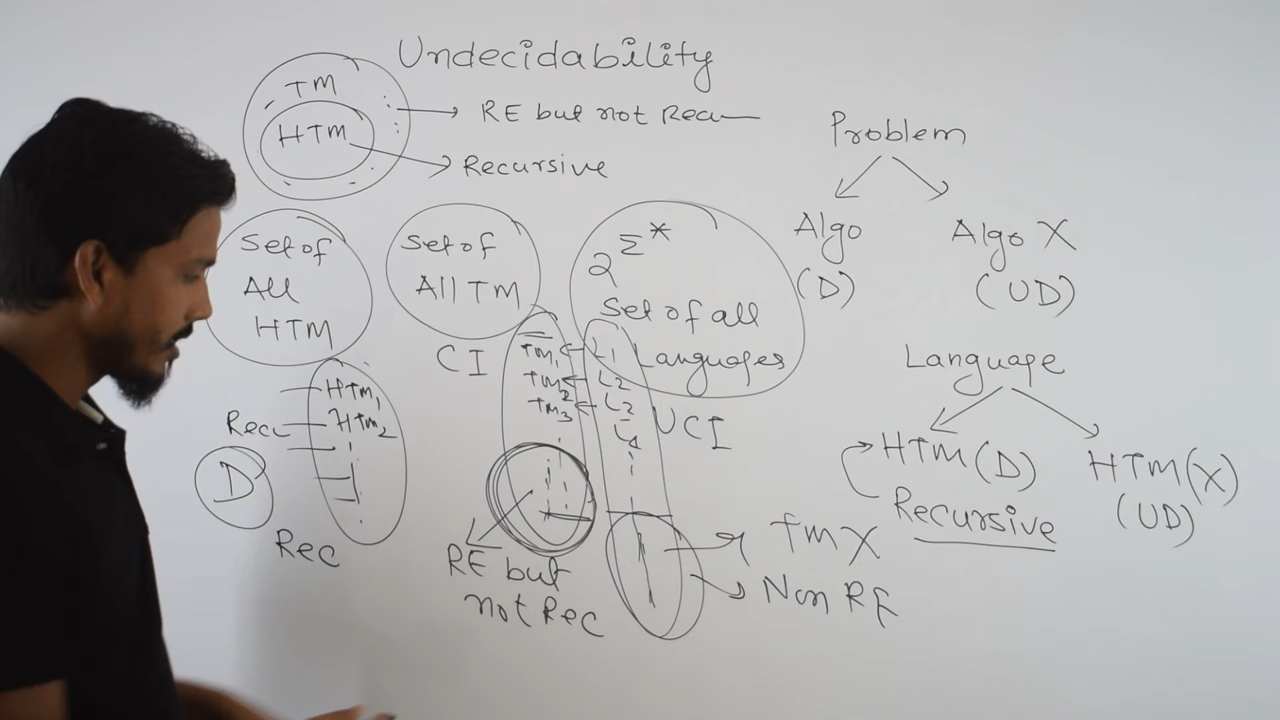 Undecidability
TM
HTM
RE but not Rec
Recursive
Problem
Algo
(D)
Algo X
(UD)
Set of
All
HTM
Set of
All TM
2^Σ*
Set of all
Languages
CI
UCI
TM1 ← L1
TM2 ← L2
TM3 ← L3
L4
HTM1
HTM2
Rec
D
Rec
RE but
not Rec
TM X
Non RE
Language
HTM (D)
Recursive
HTM (X)
(UD)